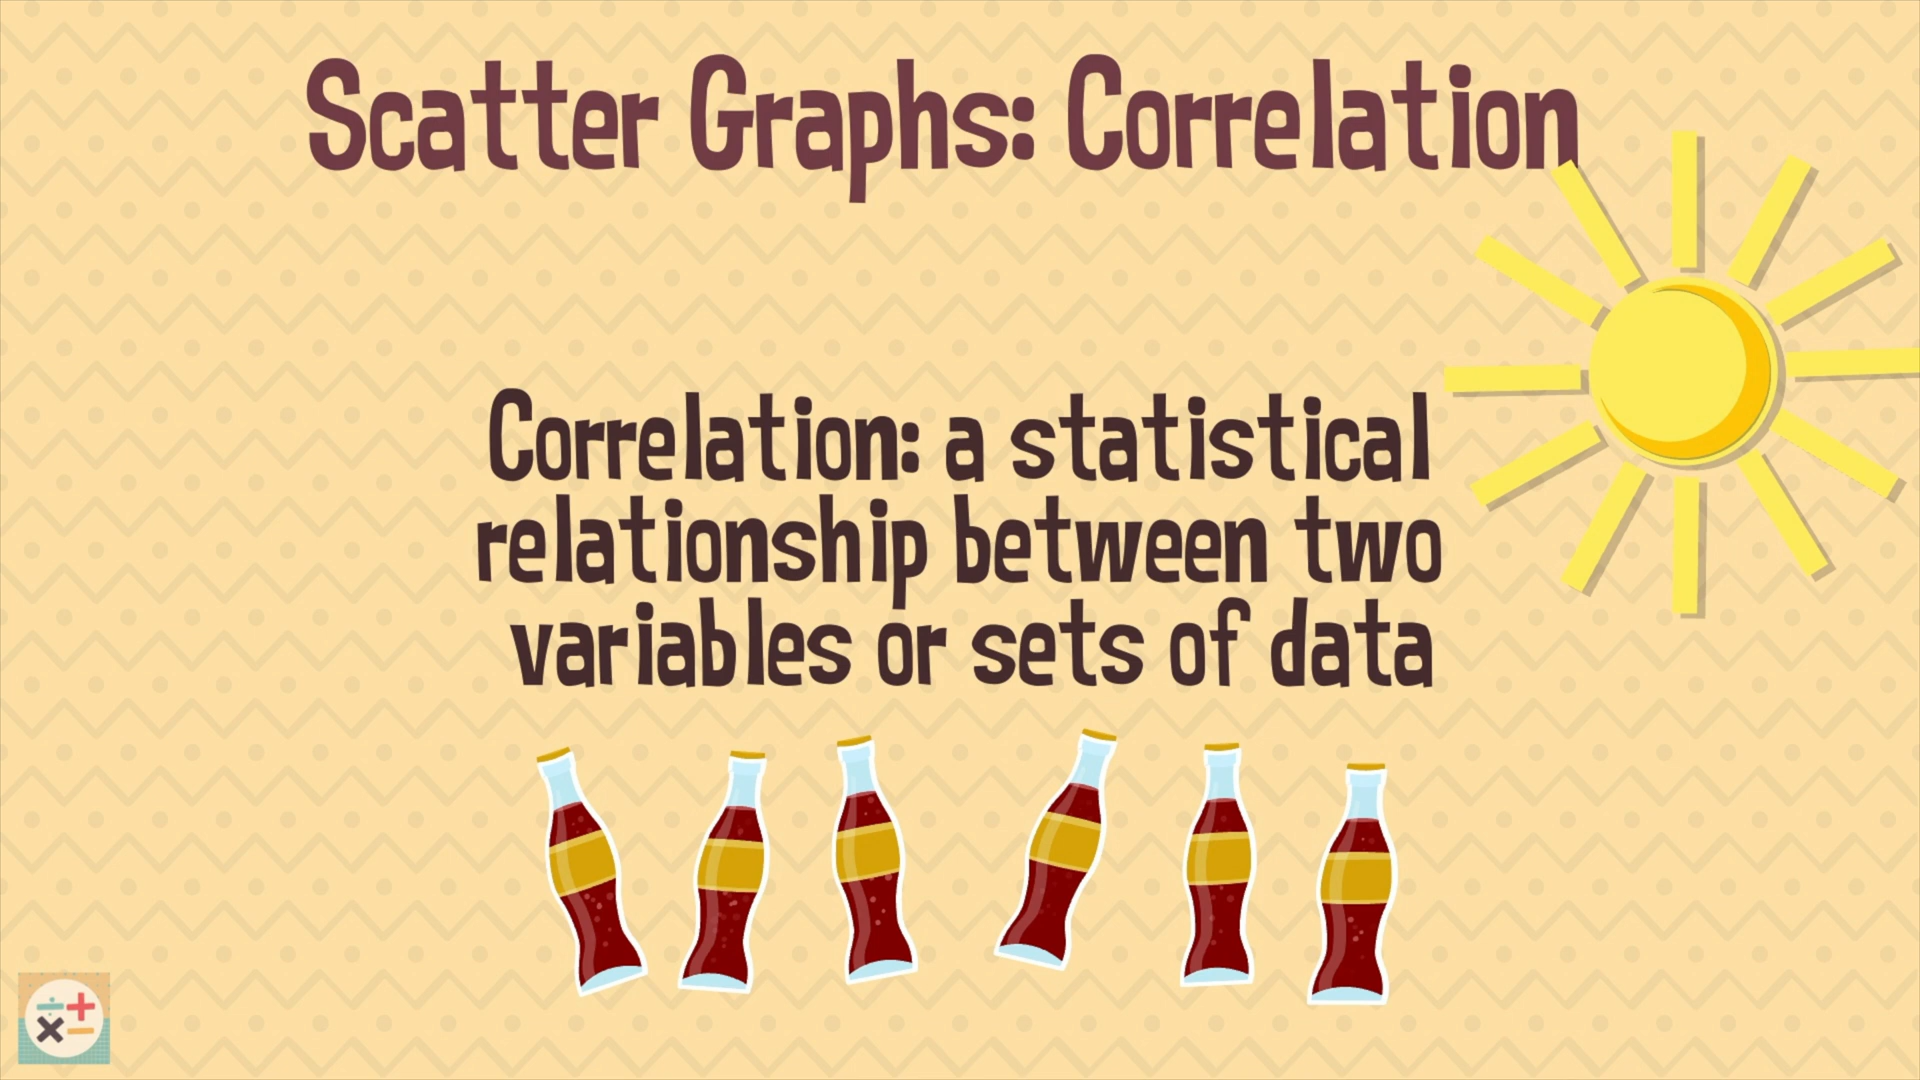 Scatter Graphs: Correlation
Correlation: a statistical
relationship between two
variables or sets of data